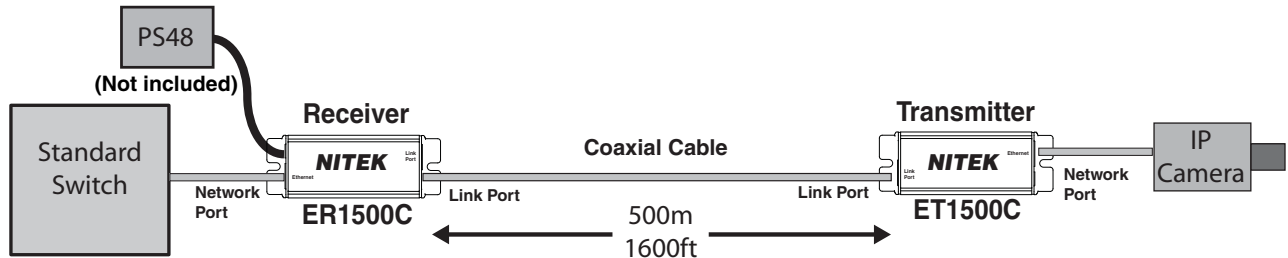 PS48
(Not included)
Standard
Switch
Network
Port
Receiver
NITEK
Link
Port
Ethernet
ER1500C
Link Port
Coaxial Cable
500m
1600ft
Link Port
Transmitter
NITEK
Ethernet
Link
Port
ET1500C
Network
Port
IP
Camera